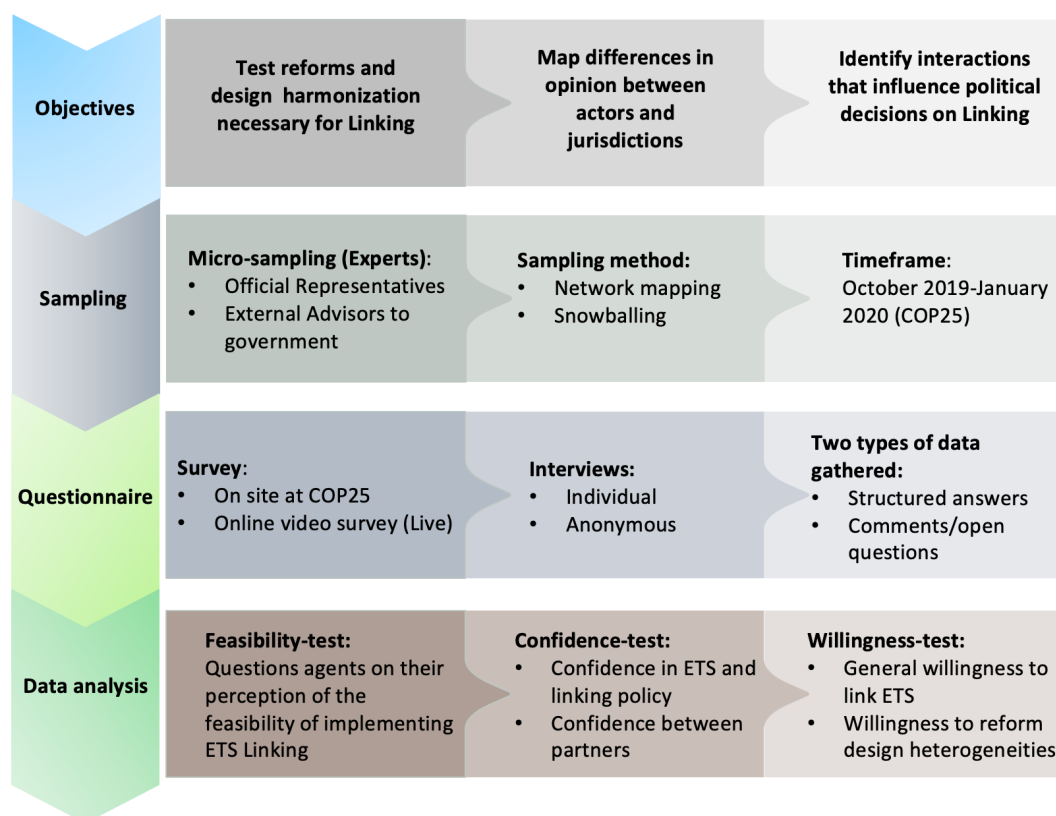 Objectives
Test reforms and
design harmonization
necessary for Linking
Map differences in
opinion between
actors and
jurisdictions
Identify interactions
that influence political
decisions on Linking
Sampling
Micro-sampling (Experts):
• Official Representatives
• External Advisors to
government
Sampling method:
• Network mapping
• Snowballing
Timeframe:
October 2019-January
2020 (COP25)
Questionnaire
Survey:
• On site at COP25
• Online video survey (Live)
Interviews:
• Individual
• Anonymous
Two types of data
gathered:
• Structured answers
• Comments/open
questions
Data analysis
Feasibility-test:
Questions agents on their
perception of the
feasibility of implementing
ETS Linking
Confidence-test:
• Confidence in ETS and
linking policy
• Confidence between
partners
Willingness-test:
• General willingness to
link ETS
• Willingness to reform
design heterogeneities